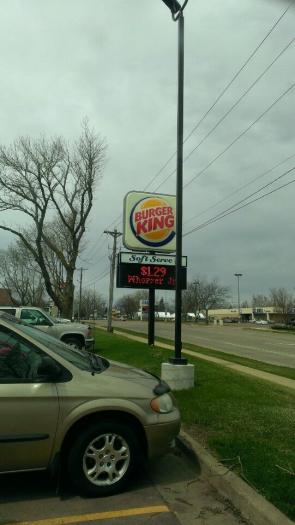 BURGER
KING
Soft Serve
$1.29
Whopper Jr